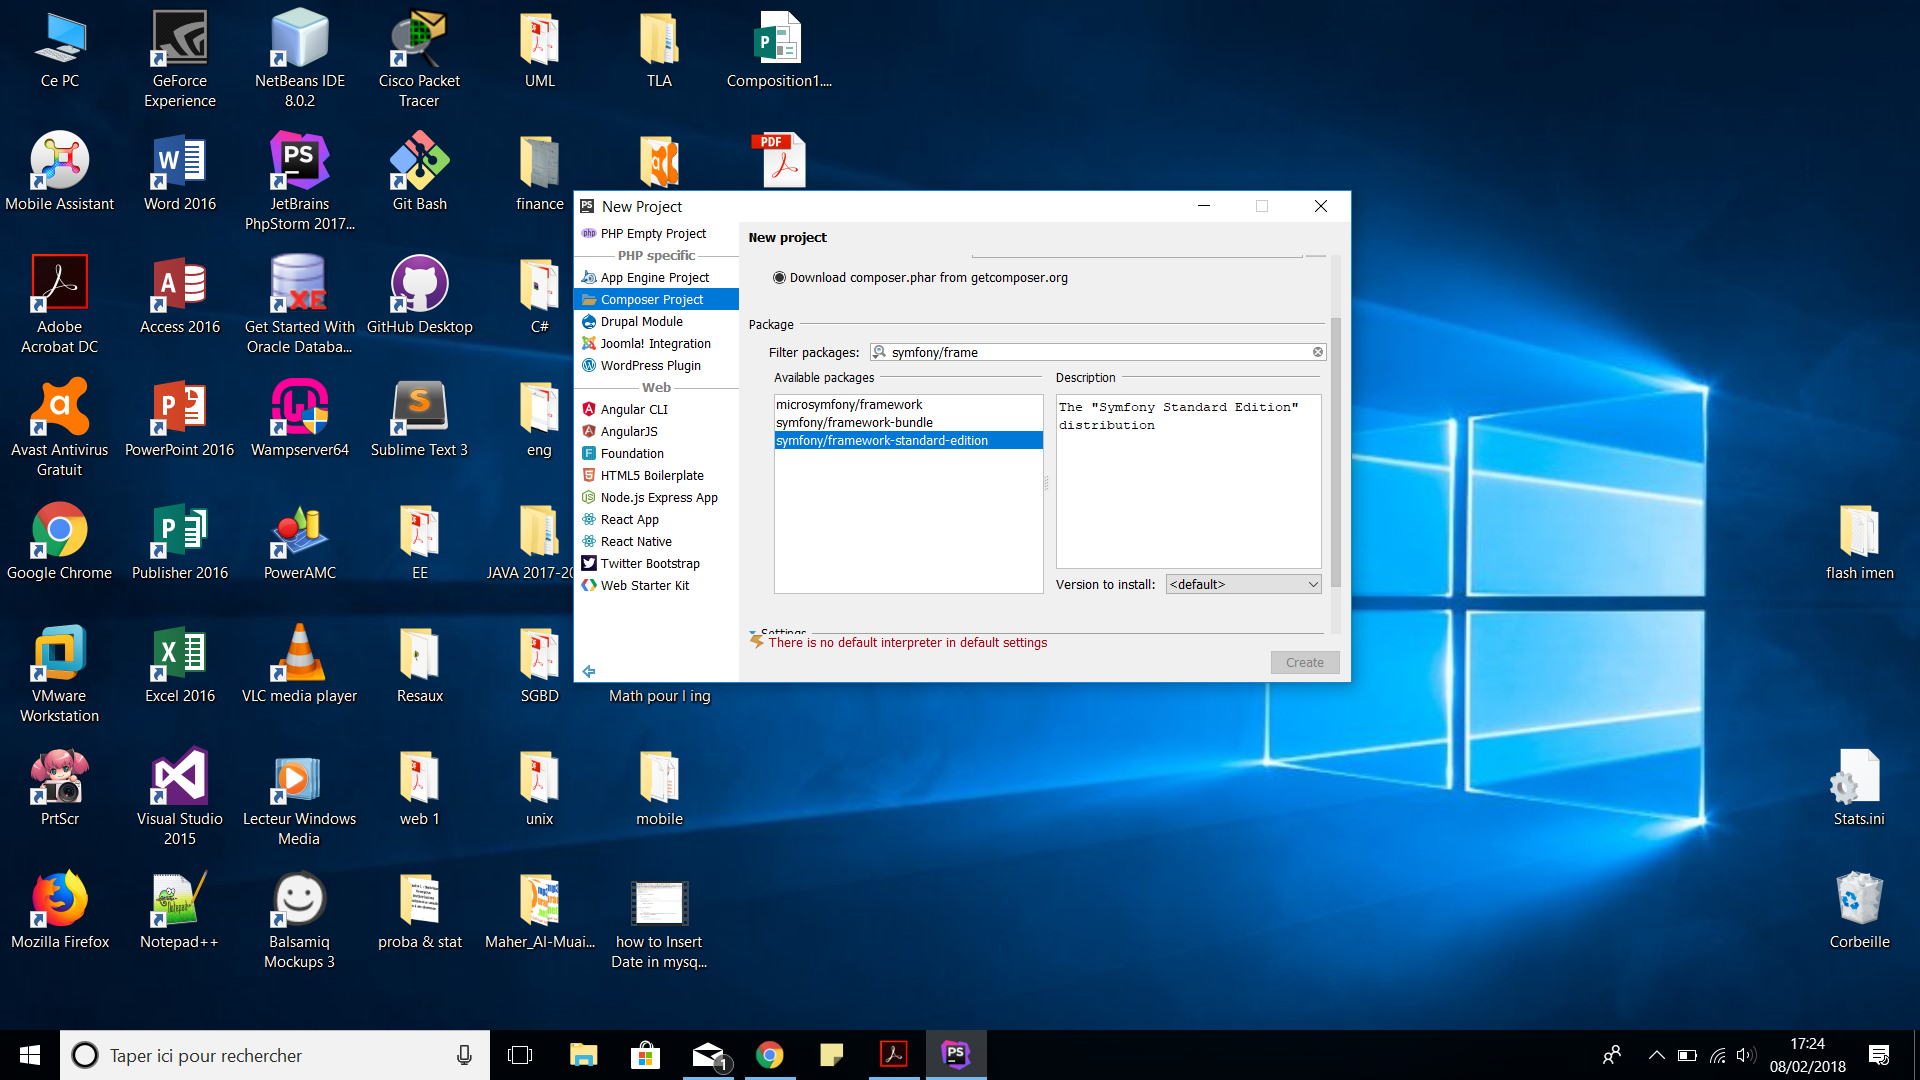 Ce PC
GeForce
Experience
NetBeans IDE
8.0.2
Cisco Packet
Tracer
UML
TLA
Composition1....
Mobile Assistant
Word 2016
JetBrains
PhpStorm 2017...
Git Bash
finance
PDF
Adobe
Acrobat DC
Access 2016
Get Started With
Oracle Databa...
GitHub Desktop
C#
Avast Antivirus
Gratuit
PowerPoint 2016
Wampserver64
Sublime Text 3
eng
Google Chrome
Publisher 2016
PowerAMC
EE
JAVA 2017-20
VMware
Workstation
Excel 2016
VLC media player
Resaux
SGBD
Math pour l ing
PrtScr
Visual Studio
2015
Lecteur Windows
Media
web 1
unix
mobile
Mozilla Firefox
Notepad++
Balsamiq
Mockups 3
proba & stat
Maher_Al-Muai...
how to Insert
Date in mysq...
flash imen
Stats.ini
Corbeille
New Project
PHP Empty Project
PHP specific
App Engine Project
Composer Project
Drupal Module
Joomla! Integration
WordPress Plugin
Web
Angular CLI
AngularJS
Foundation
HTML5 Boilerplate
Node.js Express App
React App
React Native
Twitter Bootstrap
Web Starter Kit
New project
Download composer.phar from getcomposer.org
Package
Filter packages: symfony/frame
Available packages
microsymfony/framework
symfony/framework-bundle
symfony/framework-standard-edition
Description
The "Symfony Standard Edition"
distribution
Version to install: <default>
Settings
There is no default interpreter in default settings
Create
Taper ici pour rechercher
1
17:24
08/02/2018